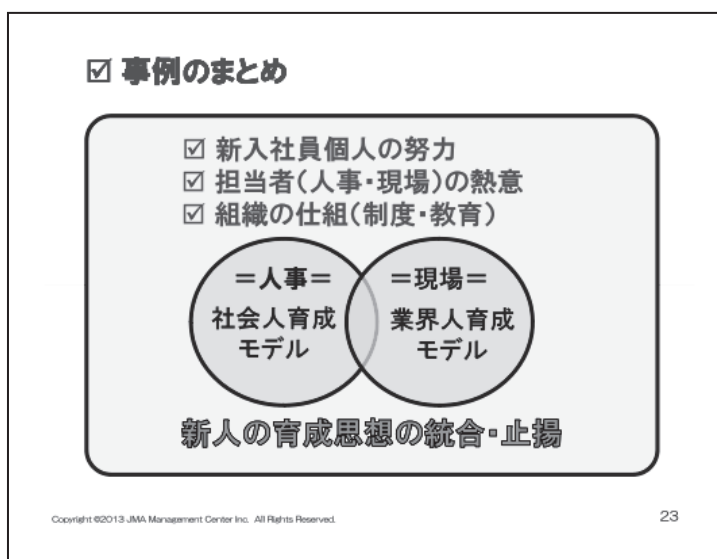 ☑ 事例のまとめ
☑ 新入社員個人の努力
☑ 担当者(人事・現場)の熱意
☑ 組織の仕組(制度・教育)
＝人事＝
社会人育成
モデル
＝現場＝
業界人育成
モデル
新人の育成思想の統合・止揚
Copyright ©2013 JMA Management Center Inc. All Rights Reserved.
23